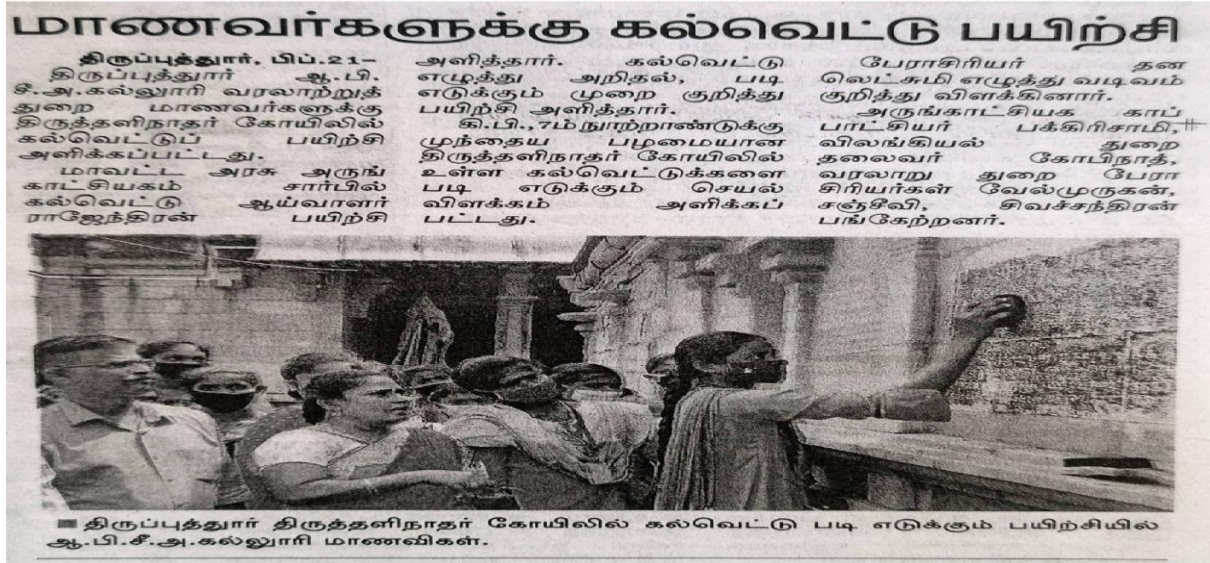 மாணவர்களுக்கு கல்வெட்டு பயிற்சி
திருப்புத்தூர், பிப்.21–
திருப்புத்தூர் ஆ.பி.
சீ.அ.கல்லூரி வரலாற்றுத்
துறை மாணவர்களுக்கு
திருத்தளிநாதர் கோயிலில்
கல்வெட்டுப் பயிற்சி
அளிக்கப்பட்டது.
மாவட்ட அரசு அருங்
காட்சியகம் சார்பில்
கல்வெட்டு ஆய்வாளர்
ராஜேந்திரன் பயிற்சி
அளித்தார். கல்வெட்டு
எழுத்து அறிதல், படி
எடுக்கும் முறை குறித்து
பயிற்சி அளித்தார்.
கி.பி.,7ம் நூற்றாண்டுக்கு
முந்தைய பழமையான
திருத்தளிநாதர் கோயிலில்
உள்ள கல்வெட்டுக்களை
படி எடுக்கும் செயல்
விளக்கம் அளிக்கப்
பட்டது.
பேராசிரியர் தன
லெட்சுமி எழுத்து வடிவம்
குறித்து விளக்கினார்.
அருங்காட்சியக காப்
பாட்சியர் பக்கிரிசாமி,
விலங்கியல் துறை
தலைவர் கோபிநாத்,
வரலாறு துறை பேரா
சிரியர்கள் வேல்முருகன்,
சஞ்சீவி, சிவச்சந்திரன்
பங்கேற்றனர்.
■ திருப்புத்தூர் திருத்தளிநாதர் கோயிலில் கல்வெட்டு படி எடுக்கும் பயிற்சியில்
ஆ.பி.சீ.அ.கல்லூரி மாணவிகள்.